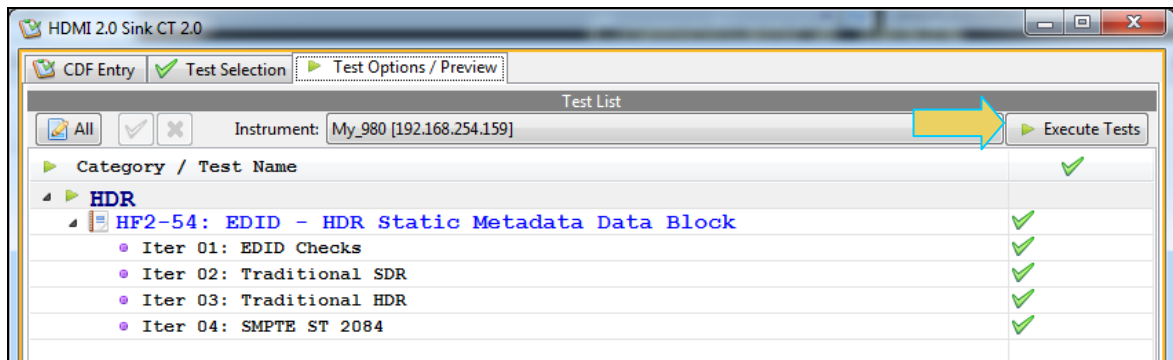 HDMI 2.0 Sink CT 2.0
CDF Entry Test Selection Test Options / Preview
Test List
All Instrument: My_980 [192.168.254.159] Execute Tests
Category / Test Name
HDR
HF2-54: EDID - HDR Static Metadata Data Block
Iter 01: EDID Checks
Iter 02: Traditional SDR
Iter 03: Traditional HDR
Iter 04: SMPTE ST 2084